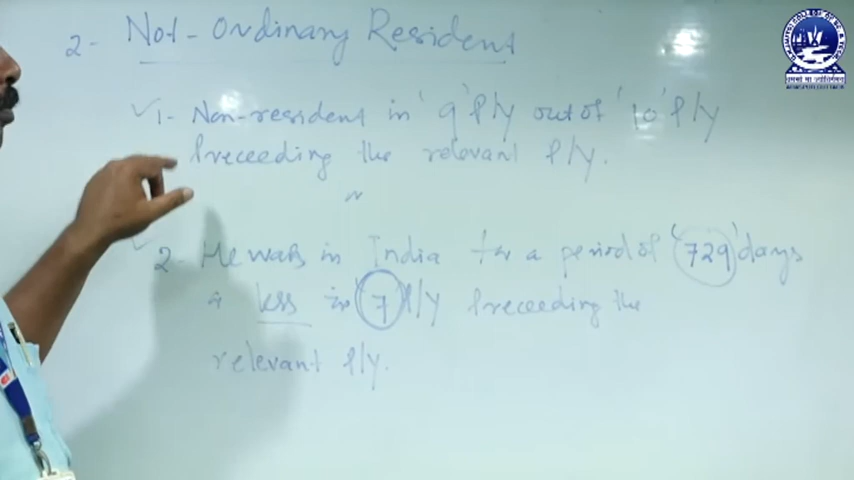 2- Not-Ordinary Resident
1- Non-resident in '9' P/Y out of '10' P/Y
Preceeding the relevant P/Y.
2- He was in India for a period of '729' days
or less in '7' P/Y Preceeding the
relevant P/Y.